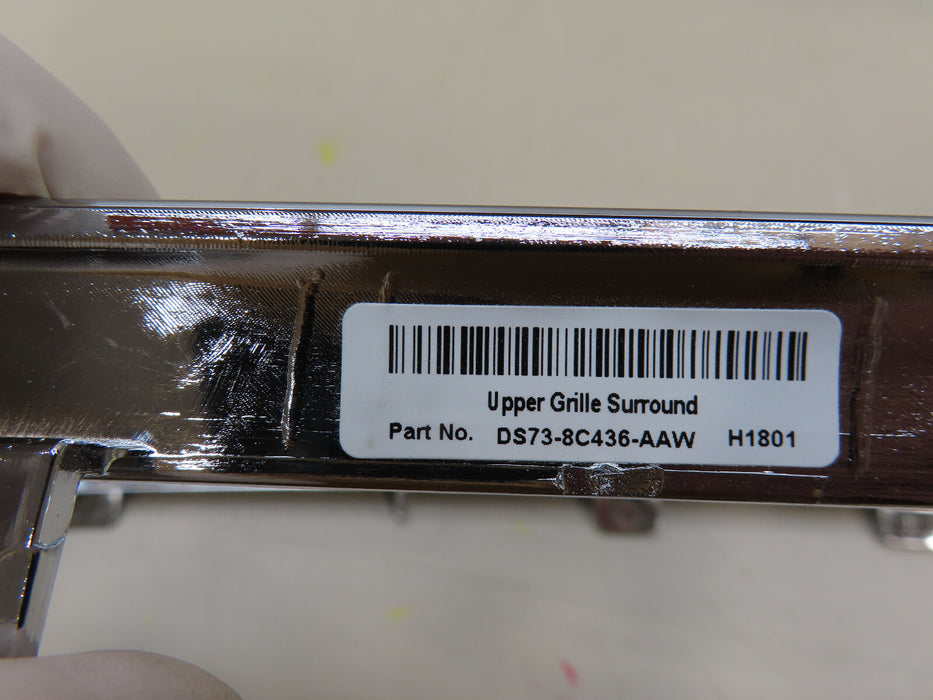 Upper Grille Surround
Part No. DS73-8C436-AAW H1801